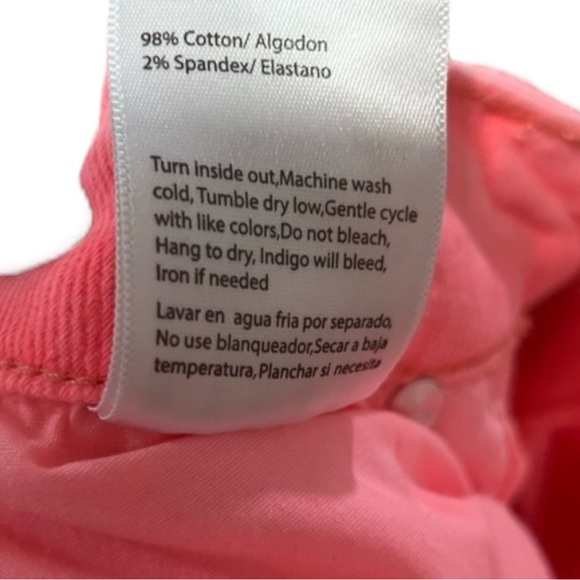 98% Cotton/ Algodon
2% Spandex/ Elastano
Turn inside out,Machine wash
cold, Tumble dry low,Gentle cycle
with like colors,Do not bleach,
Hang to dry, Indigo will bleed,
Iron if needed
Lavar en agua fria por separado,
No use blanqueador,Secar a baja
temperatura,Planchar si necesita